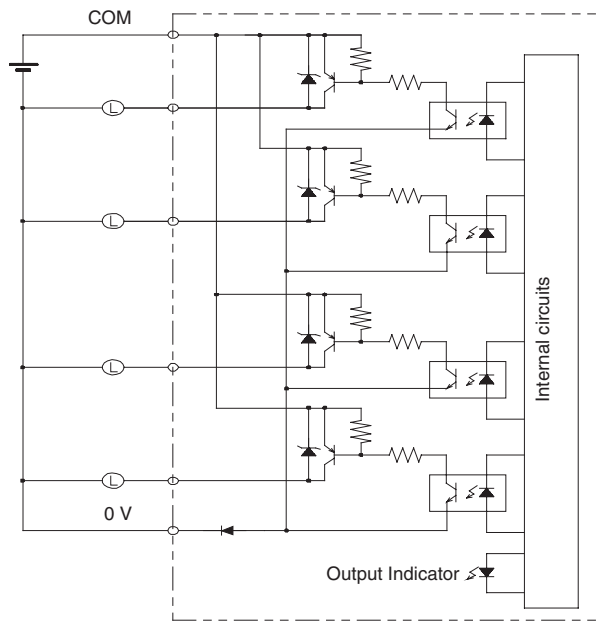 COM
L
L
L
L
0 V
Internal circuits
Output Indicator